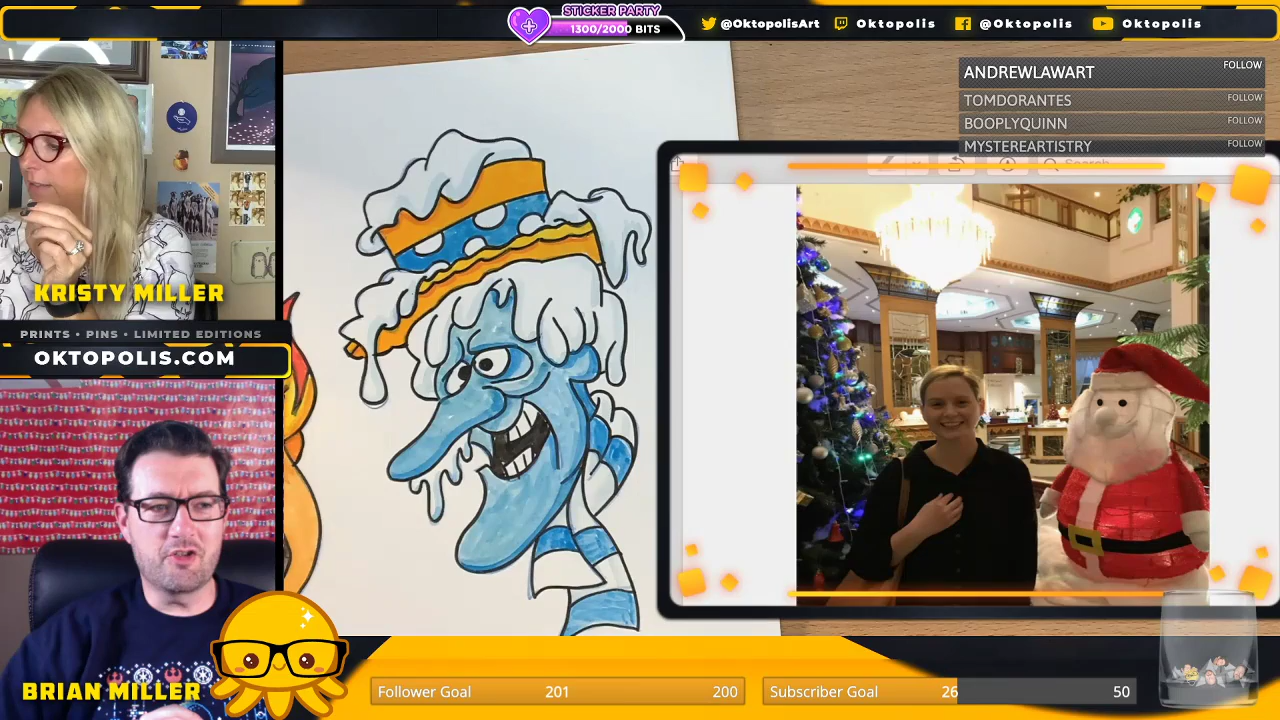 STICKER PARTY
1300/2000 BITS
@OktopolisArt Oktopolis @Oktopolis Oktopolis
ANDREWLAWART FOLLOW
TOMDORANTES FOLLOW
BOOPLYQUINN FOLLOW
MYSTEREARTISTRY FOLLOW
Search
KRISTY MILLER
PRINTS • PINS • LIMITED EDITIONS
OKTOPOLIS.COM
BRIAN MILLER
Follower Goal 201 200
Subscriber Goal 26 50